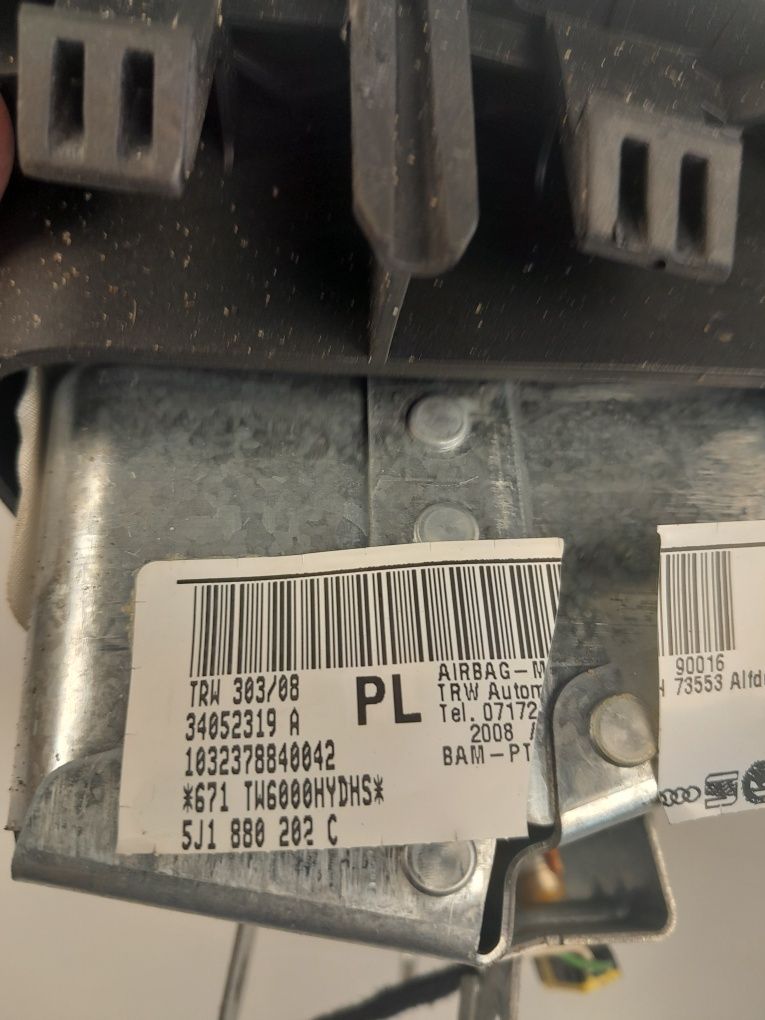 TRW 303/08
34052319 A
1032378840042
*671 TW6000HYDHS*
5J1 880 202 C
PL
AIRBAG-M
TRW Autom
Tel. 07172
2008
BAM-PT
90016
73553 Alfd